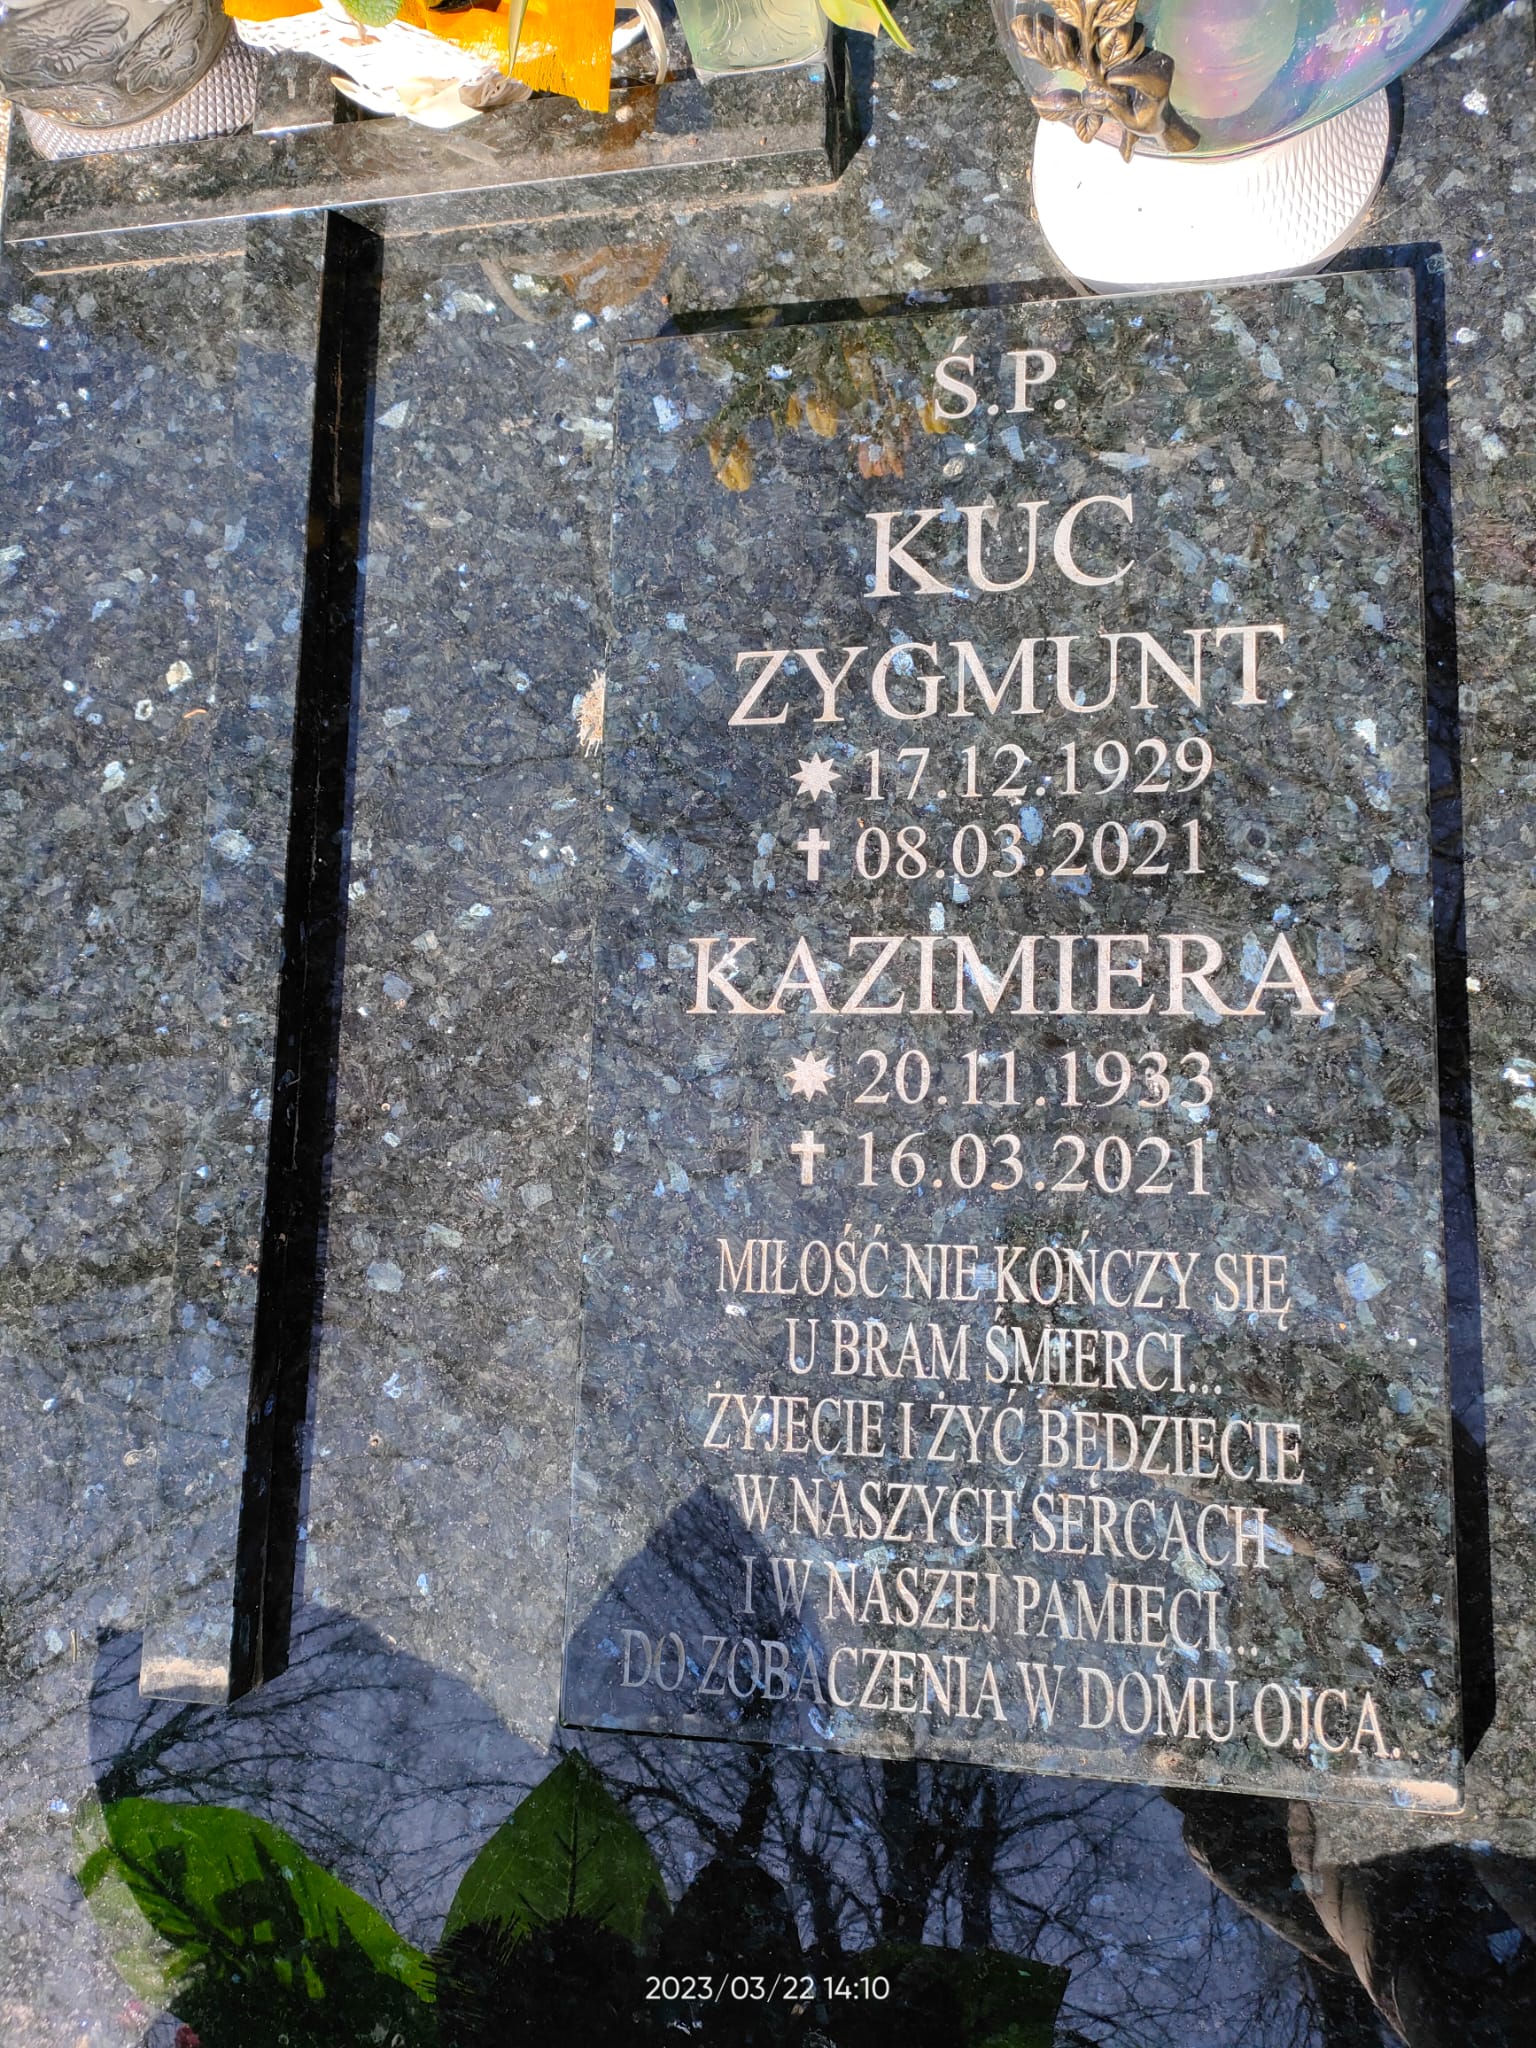 Ś.P.
KUC
ZYGMUNT
✷ 17.12.1929
✝ 08.03.2021
KAZIMIERA
✷ 20.11.1933
✝ 16.03.2021
MIŁOŚĆ NIE KOŃCZY SIĘ
U BRAM ŚMIERCI...
ŻYJECIE I ŻYĆ BĘDZIECIE
W NASZYCH SERCACH
I W NASZEJ PAMIĘCI...
DO ZOBACZENIA W DOMU OJCA.
2023/03/22 14:10